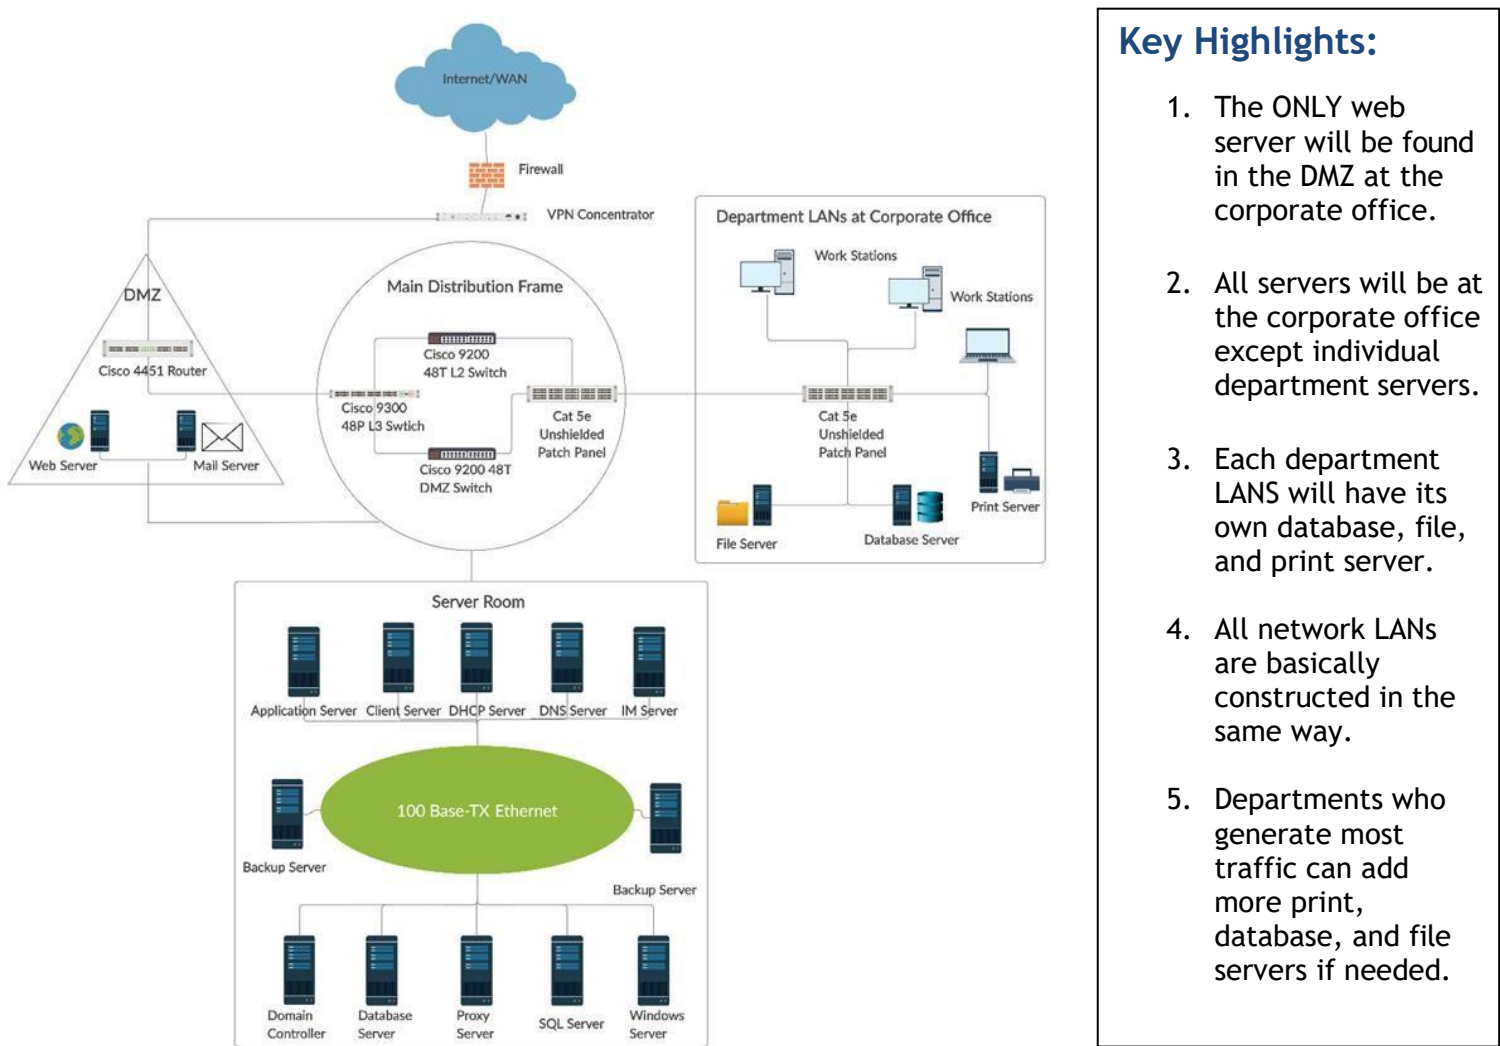 Internet/WAN
Firewall
VPN Concentrator
DMZ
Cisco 4451 Router
Web Server
Mail Server
Main Distribution Frame
Cisco 9200
48T L2 Switch
Cisco 9300
48P L3 Swtich
Cat 5e
Unshielded
Patch Panel
Cisco 9200 48T
DMZ Switch
Department LANs at Corporate Office
Work Stations
Work Stations
Cat 5e
Unshielded
Patch Panel
Print Server
File Server
Database Server
Server Room
Application Server
Client Server
DHCP Server
DNS Server
IM Server
100 Base-TX Ethernet
Backup Server
Backup Server
Domain
Controller
Database
Server
Proxy
Server
SQL Server
Windows
Server
Key Highlights:
1. The ONLY web
server will be found
in the DMZ at the
corporate office.
2. All servers will be at
the corporate office
except individual
department servers.
3. Each department
LANS will have its
own database, file,
and print server.
4. All network LANs
are basically
constructed in the
same way.
5. Departments who
generate most
traffic can add
more print,
database, and file
servers if needed.